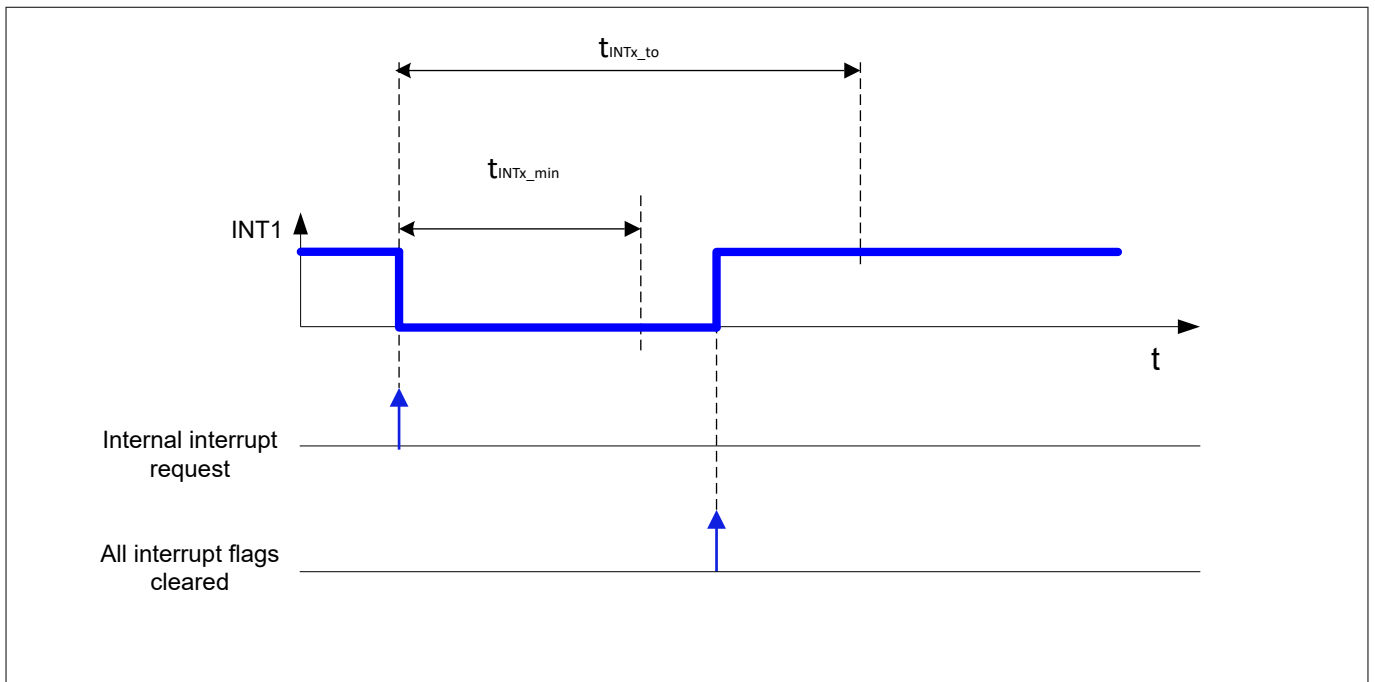 tINTx_to
tINTx_min
INT1
t
Internal interrupt
request
All interrupt flags
cleared